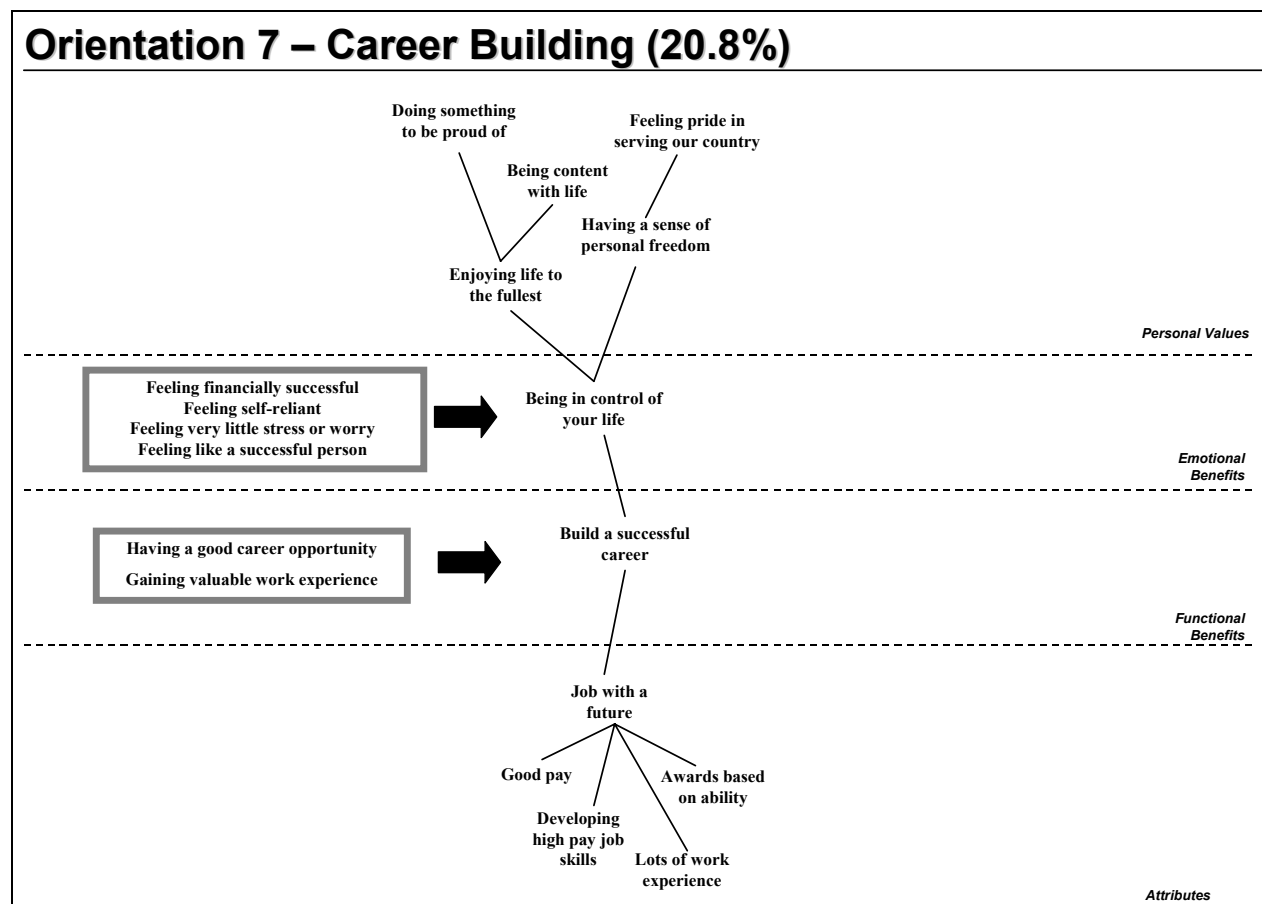 Orientation 7 – Career Building (20.8%)
Doing something
to be proud of
Feeling pride in
serving our country
Being content
with life
Having a sense of
personal freedom
Enjoying life to
the fullest
Personal Values
Feeling financially successful
Feeling self-reliant
Feeling very little stress or worry
Feeling like a successful person
Being in control of
your life
Emotional
Benefits
Having a good career opportunity
Gaining valuable work experience
Build a successful
career
Functional
Benefits
Job with a
future
Good pay
Awards based
on ability
Developing
high pay job
skills
Lots of work
experience
Attributes